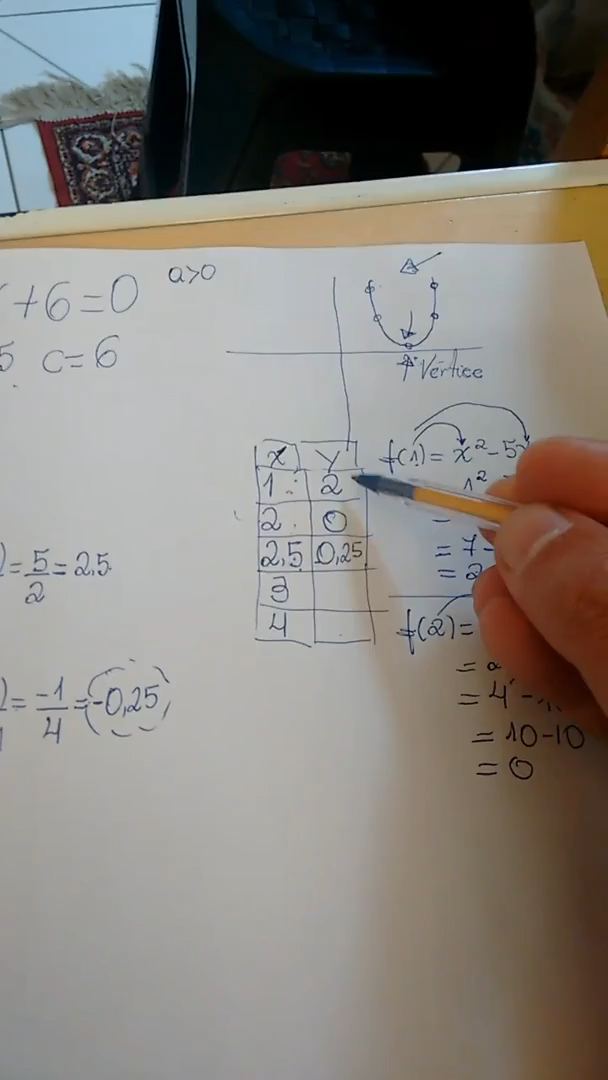 +6=0 a>0
5 c=6
Vértice
x y
1 2
2 0
2,5 0,25
3
4
f(1)= x²-5
1²
=
= 7-
= 2
f(2)=
=
= 4 -
= 10-10
= 0
)= 5/2 = 2,5
)= -1/4 = -0,25